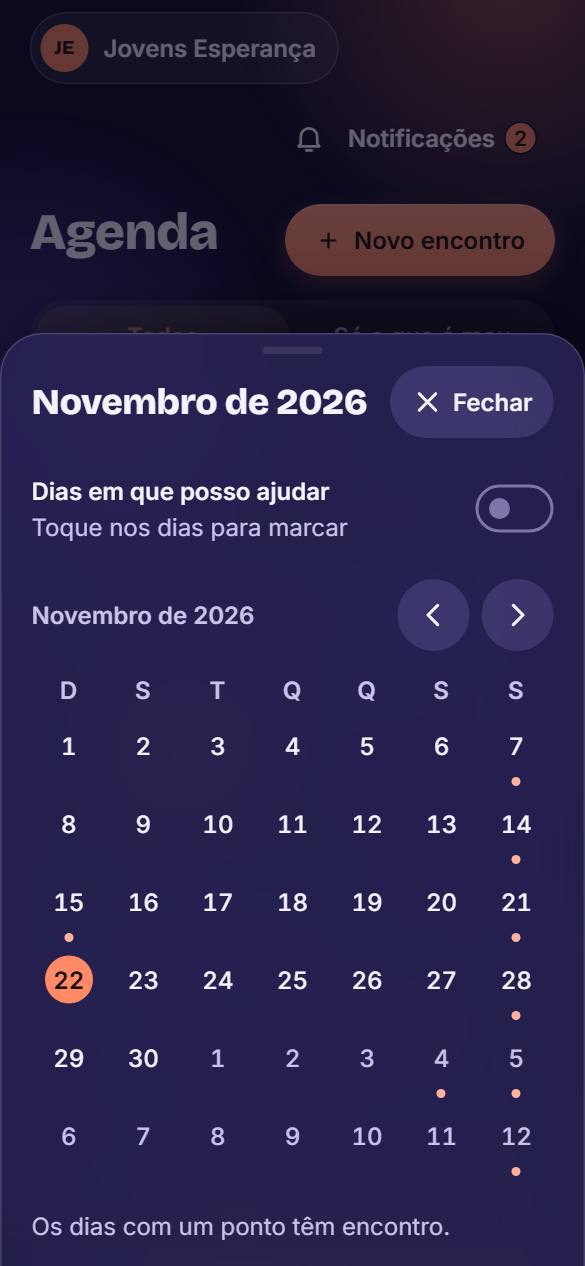 JE Jovens Esperança
Notificações 2
Agenda
+ Novo encontro
Novembro de 2026
Fechar
Dias em que posso ajudar
Toque nos dias para marcar
Novembro de 2026
D S T Q Q S S
1 2 3 4 5 6 7
8 9 10 11 12 13 14
15 16 17 18 19 20 21
22 23 24 25 26 27 28
29 30 1 2 3 4 5
6 7 8 9 10 11 12
Os dias com um ponto têm encontro.